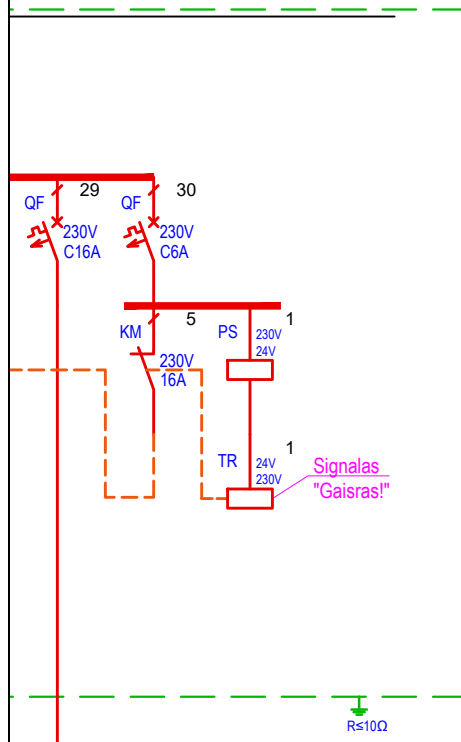 29
30
QF
QF
230V
C16A
230V
C6A
5
1
KM
PS
230V
24V
230V
16A
1
TR
24V
230V
Signalas
"Gaisras!"
R≤10Ω